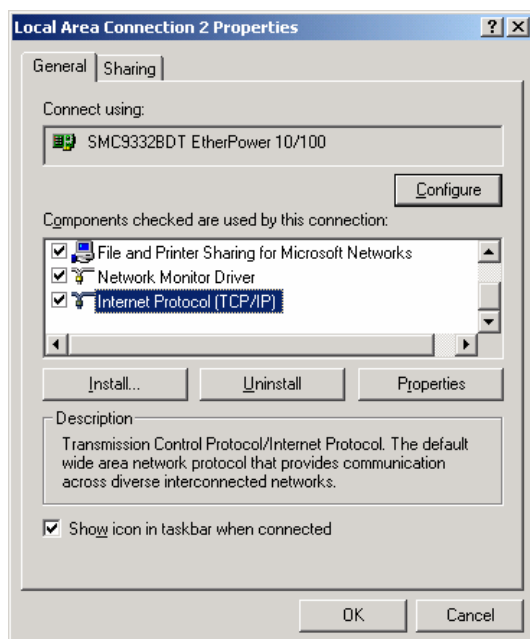 Local Area Connection 2 Properties
General Sharing
Connect using:
SMC9332BDT EtherPower 10/100
Configure
Components checked are used by this connection:
File and Printer Sharing for Microsoft Networks
Network Monitor Driver
Internet Protocol (TCP/IP)
Install... Uninstall Properties
Description
Transmission Control Protocol/Internet Protocol. The default
wide area network protocol that provides communication
across diverse interconnected networks.
Show icon in taskbar when connected
OK Cancel